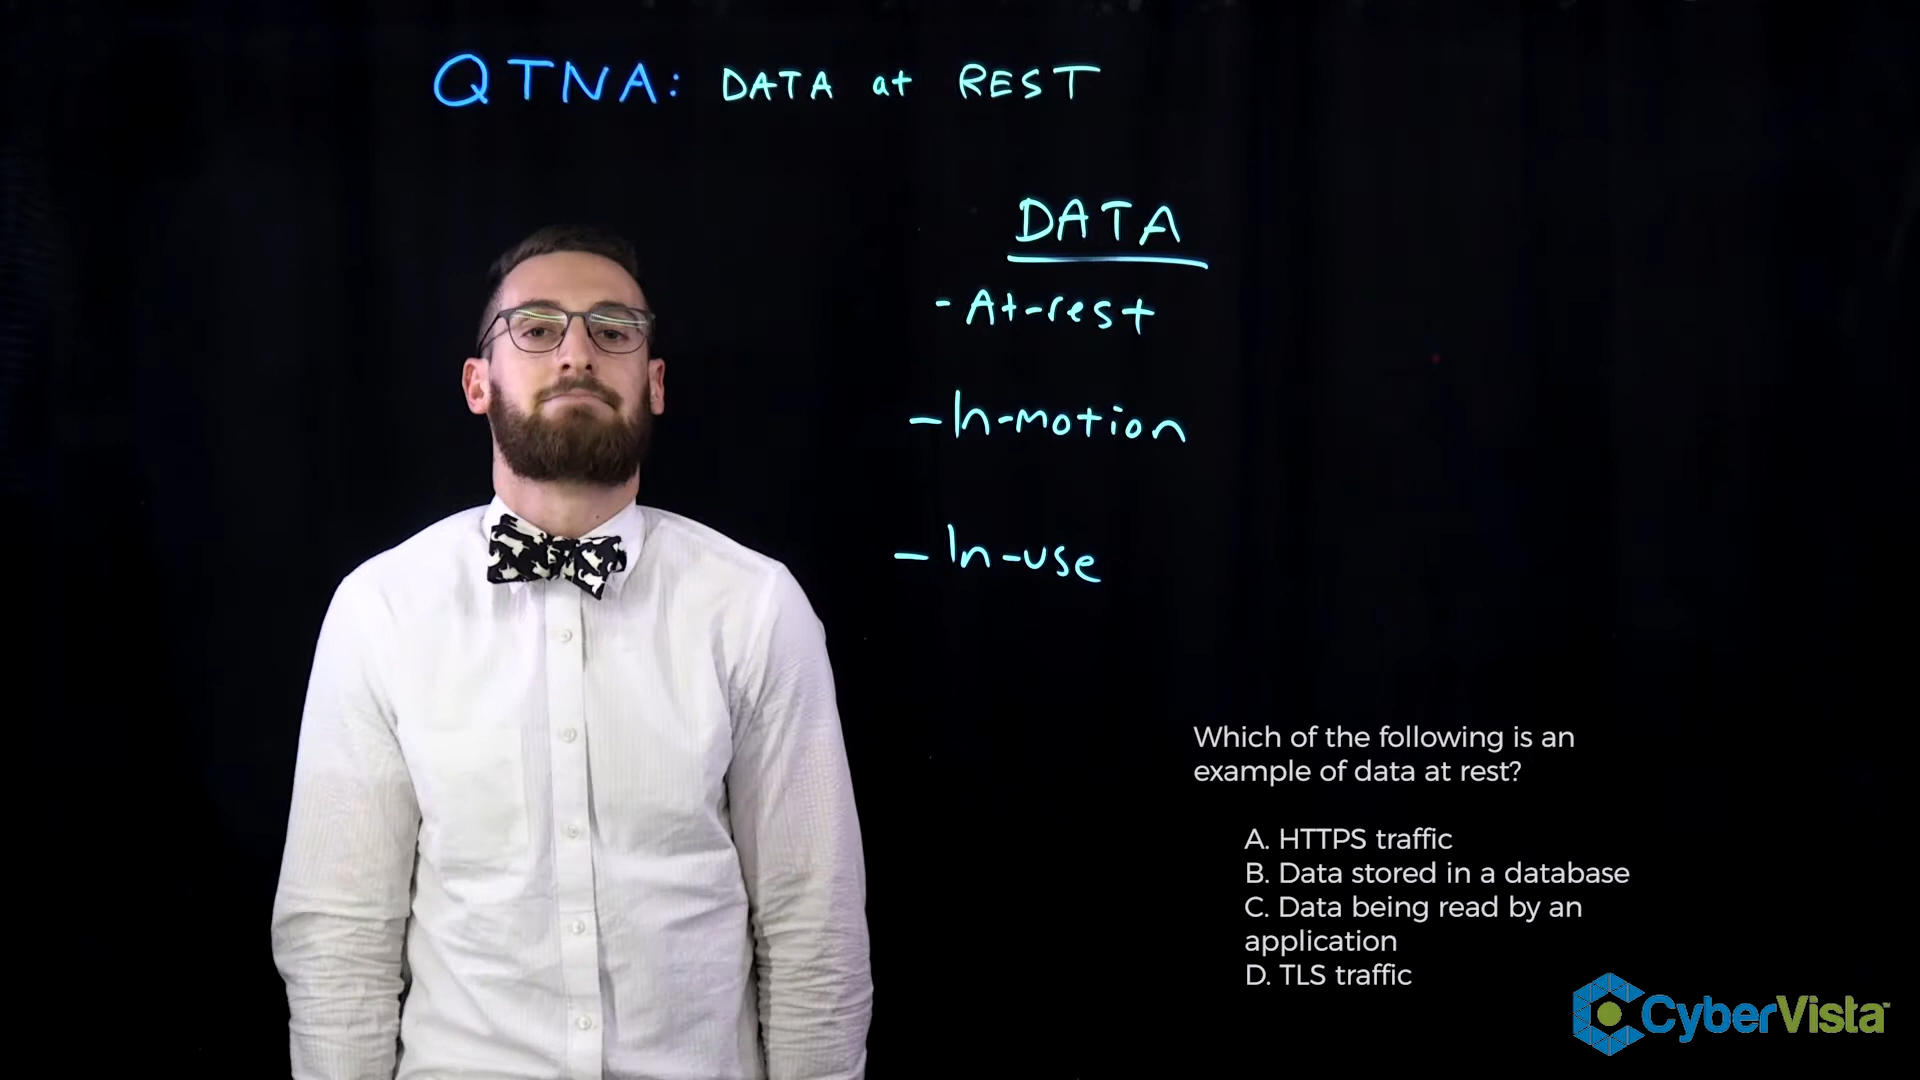 QTNA: DATA at REST
DATA
- At-rest
- In-motion
- In-use
Which of the following is an
example of data at rest?
A. HTTPS traffic
B. Data stored in a database
C. Data being read by an
application
D. TLS traffic
CyberVista™